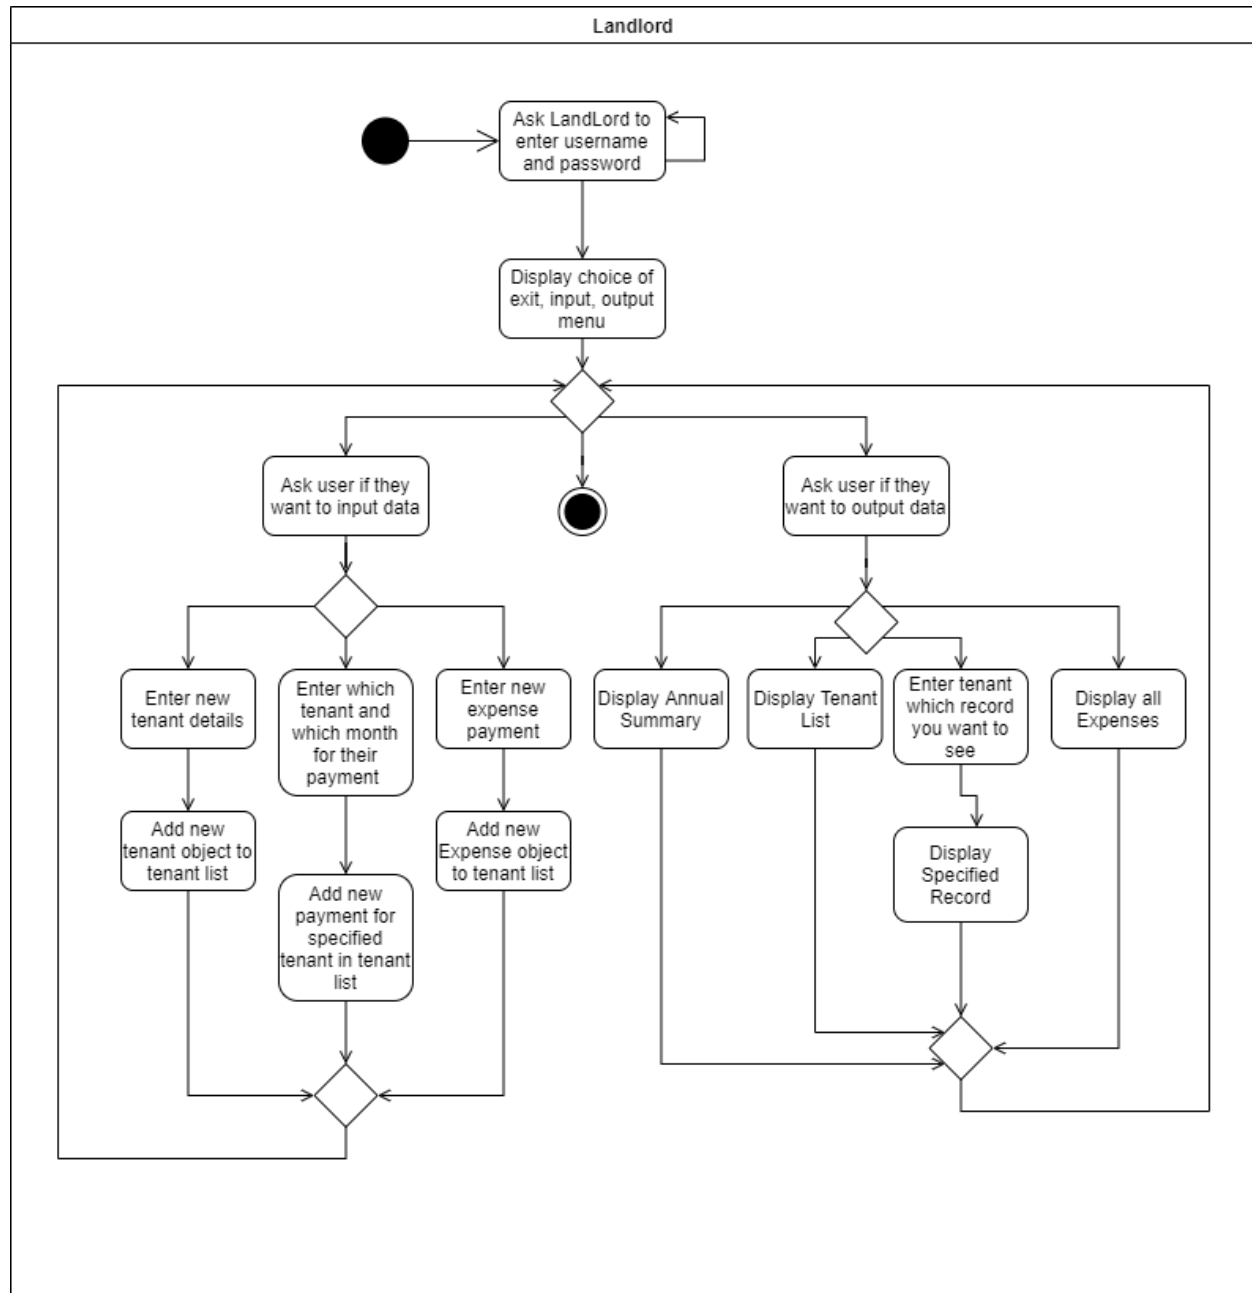 Landlord
Ask LandLord to
enter username
and password
Display choice of
exit, input, output
menu
Ask user if they
want to input data
Ask user if they
want to output data
Enter new
tenant details
Enter which
tenant and
which month
for their
payment
Enter new
expense
payment
Display Annual
Summary
Display Tenant
List
Enter tenant
which record
you want to
see
Display all
Expenses
Add new
tenant object to
tenant list
Add new
payment for
specified
tenant in tenant
list
Add new
Expense object
to tenant list
Display
Specified
Record